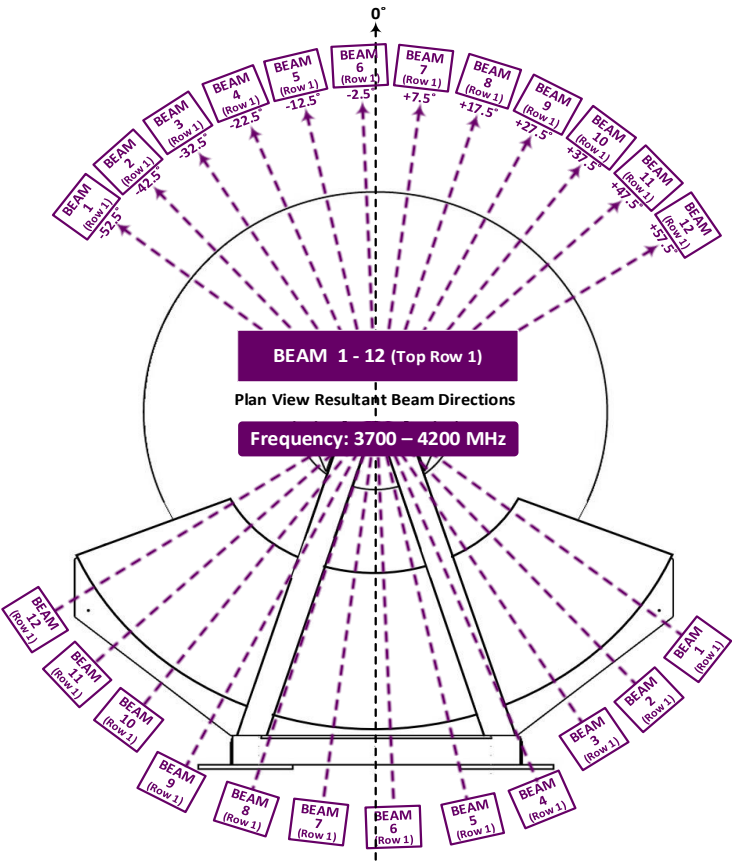 0°
BEAM
1
(Row 1)
-52.5°
BEAM
2
(Row 1)
-42.5°
BEAM
3
(Row 1)
-32.5°
BEAM
4
(Row 1)
-22.5°
BEAM
5
(Row 1)
-12.5°
BEAM
6
(Row 1)
-2.5°
BEAM
7
(Row 1)
+7.5°
BEAM
8
(Row 1)
+17.5°
BEAM
9
(Row 1)
+27.5°
BEAM
10
(Row 1)
+37.5°
BEAM
11
(Row 1)
+47.5°
BEAM
12
(Row 1)
+57.5°
BEAM 1 - 12 (Top Row 1)
Plan View Resultant Beam Directions
Frequency: 3700 – 4200 MHz
BEAM
12
(Row 1)
BEAM
11
(Row 1)
BEAM
10
(Row 1)
BEAM
9
(Row 1)
BEAM
8
(Row 1)
BEAM
7
(Row 1)
BEAM
6
(Row 1)
BEAM
5
(Row 1)
BEAM
4
(Row 1)
BEAM
3
(Row 1)
BEAM
2
(Row 1)
BEAM
1
(Row 1)